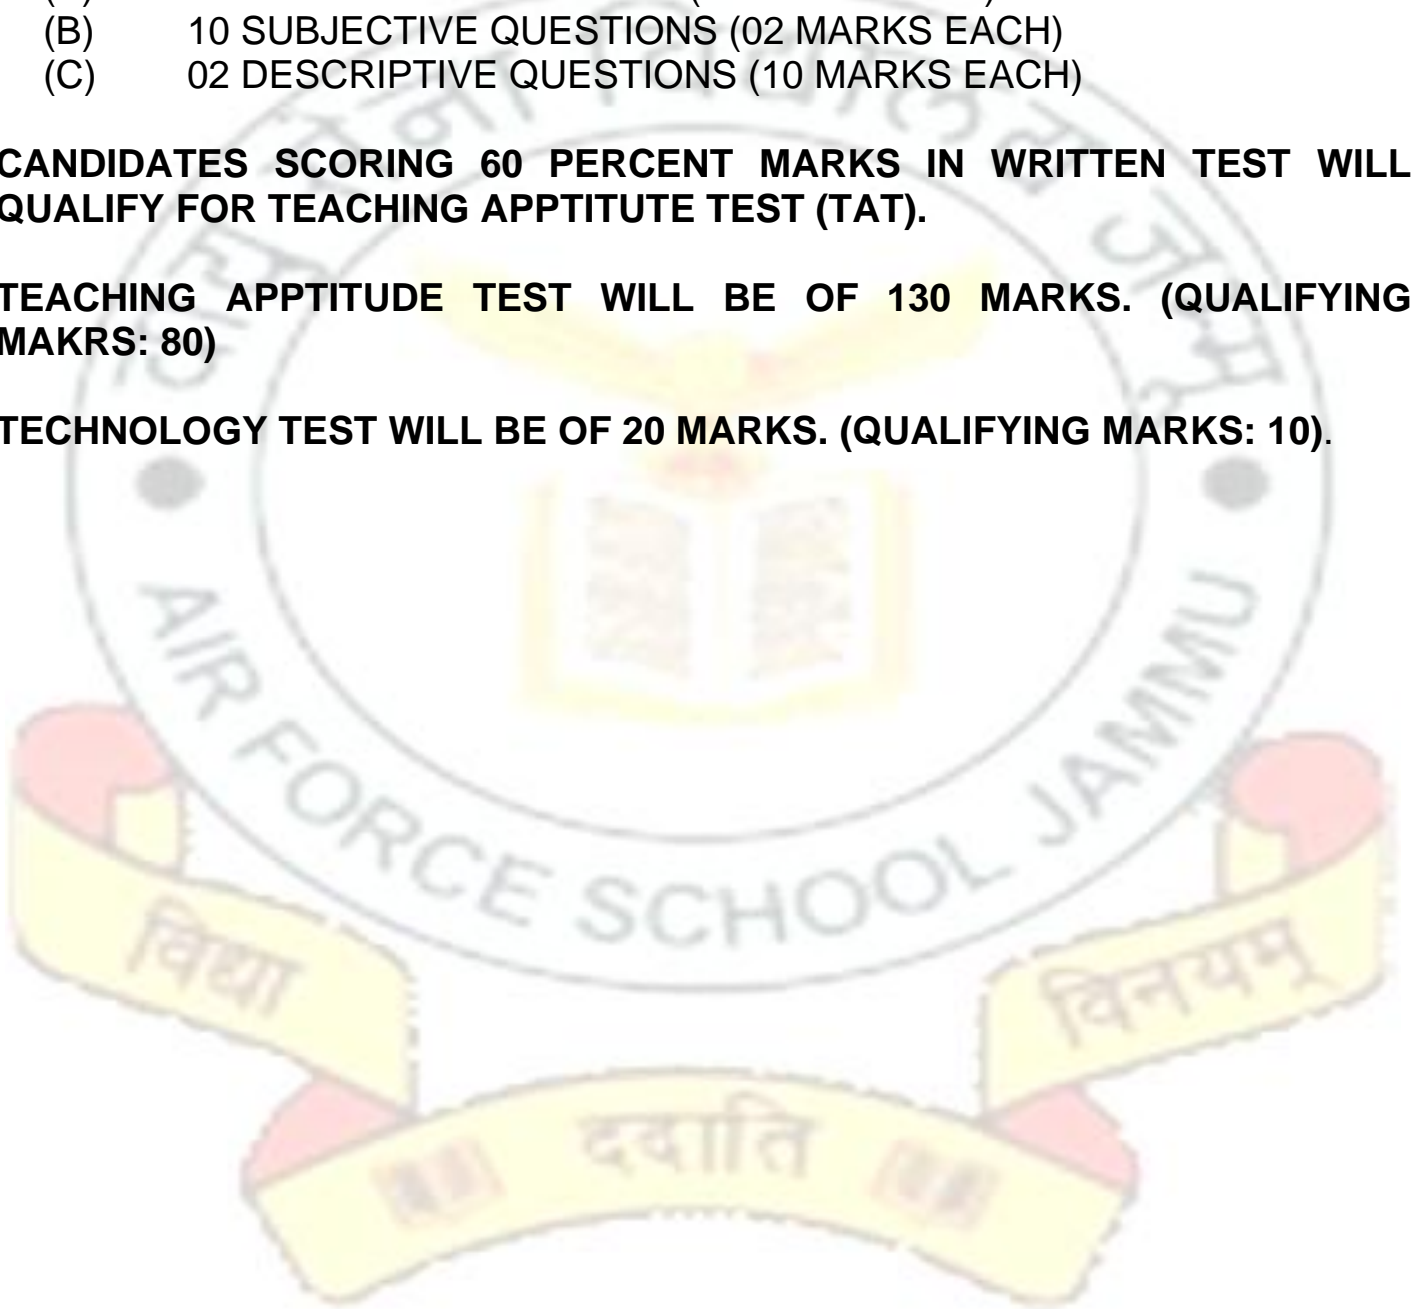 (B) 10 SUBJECTIVE QUESTIONS (02 MARKS EACH)
(C) 02 DESCRIPTIVE QUESTIONS (10 MARKS EACH)
CANDIDATES SCORING 60 PERCENT MARKS IN WRITTEN TEST WILL
QUALIFY FOR TEACHING APPTITUTE TEST (TAT).
TEACHING APPTITUDE TEST WILL BE OF 130 MARKS. (QUALIFYING
MAKRS: 80)
TECHNOLOGY TEST WILL BE OF 20 MARKS. (QUALIFYING MARKS: 10).
वायु सेना विद्यालय जम्मू
AIR FORCE SCHOOL JAMMU
विद्या
ददाति
विनयम्